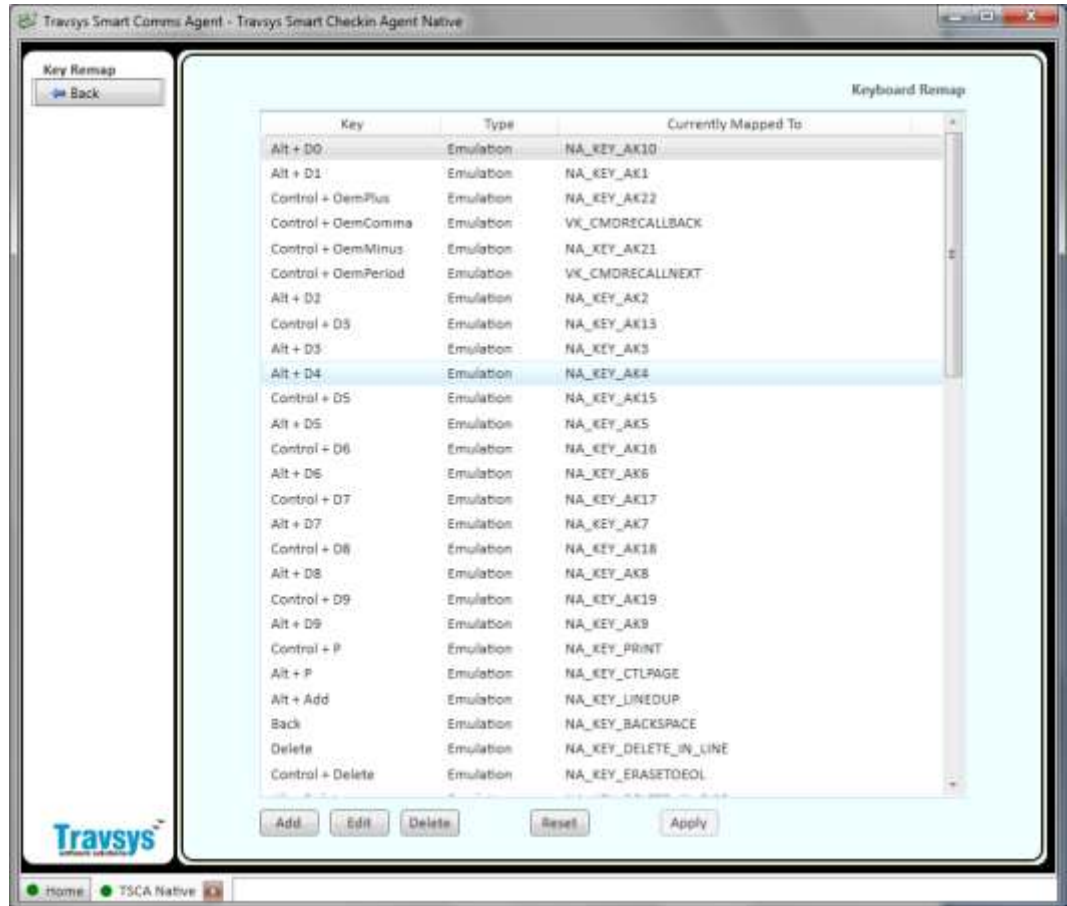 Travsys Smart Comms Agent - Travsys Smart Checkin Agent Native
Key Remap
Back
Keyboard Remap
Key Type Currently Mapped To
Alt + D0 Emulation NA_KEY_AK10
Alt + D1 Emulation NA_KEY_AK1
Control + OemPlus Emulation NA_KEY_AK22
Control + OemComma Emulation VK_CMDRECALLBACK
Control + OemMinus Emulation NA_KEY_AK21
Control + OemPeriod Emulation VK_CMDRECALLNEXT
Alt + D2 Emulation NA_KEY_AK2
Control + D3 Emulation NA_KEY_AK13
Alt + D3 Emulation NA_KEY_AK3
Alt + D4 Emulation NA_KEY_AK4
Control + D5 Emulation NA_KEY_AK15
Alt + D5 Emulation NA_KEY_AK5
Control + D6 Emulation NA_KEY_AK16
Alt + D6 Emulation NA_KEY_AK6
Control + D7 Emulation NA_KEY_AK17
Alt + D7 Emulation NA_KEY_AK7
Control + D8 Emulation NA_KEY_AK18
Alt + D8 Emulation NA_KEY_AK8
Control + D9 Emulation NA_KEY_AK19
Alt + D9 Emulation NA_KEY_AK9
Control + P Emulation NA_KEY_PRINT
Alt + P Emulation NA_KEY_CTLPAGE
Alt + Add Emulation NA_KEY_LINEDUP
Back Emulation NA_KEY_BACKSPACE
Delete Emulation NA_KEY_DELETE_IN_LINE
Control + Delete Emulation NA_KEY_ERASETOEOL
Add Edit Delete Reset Apply
Travsys
Home TSCA Native